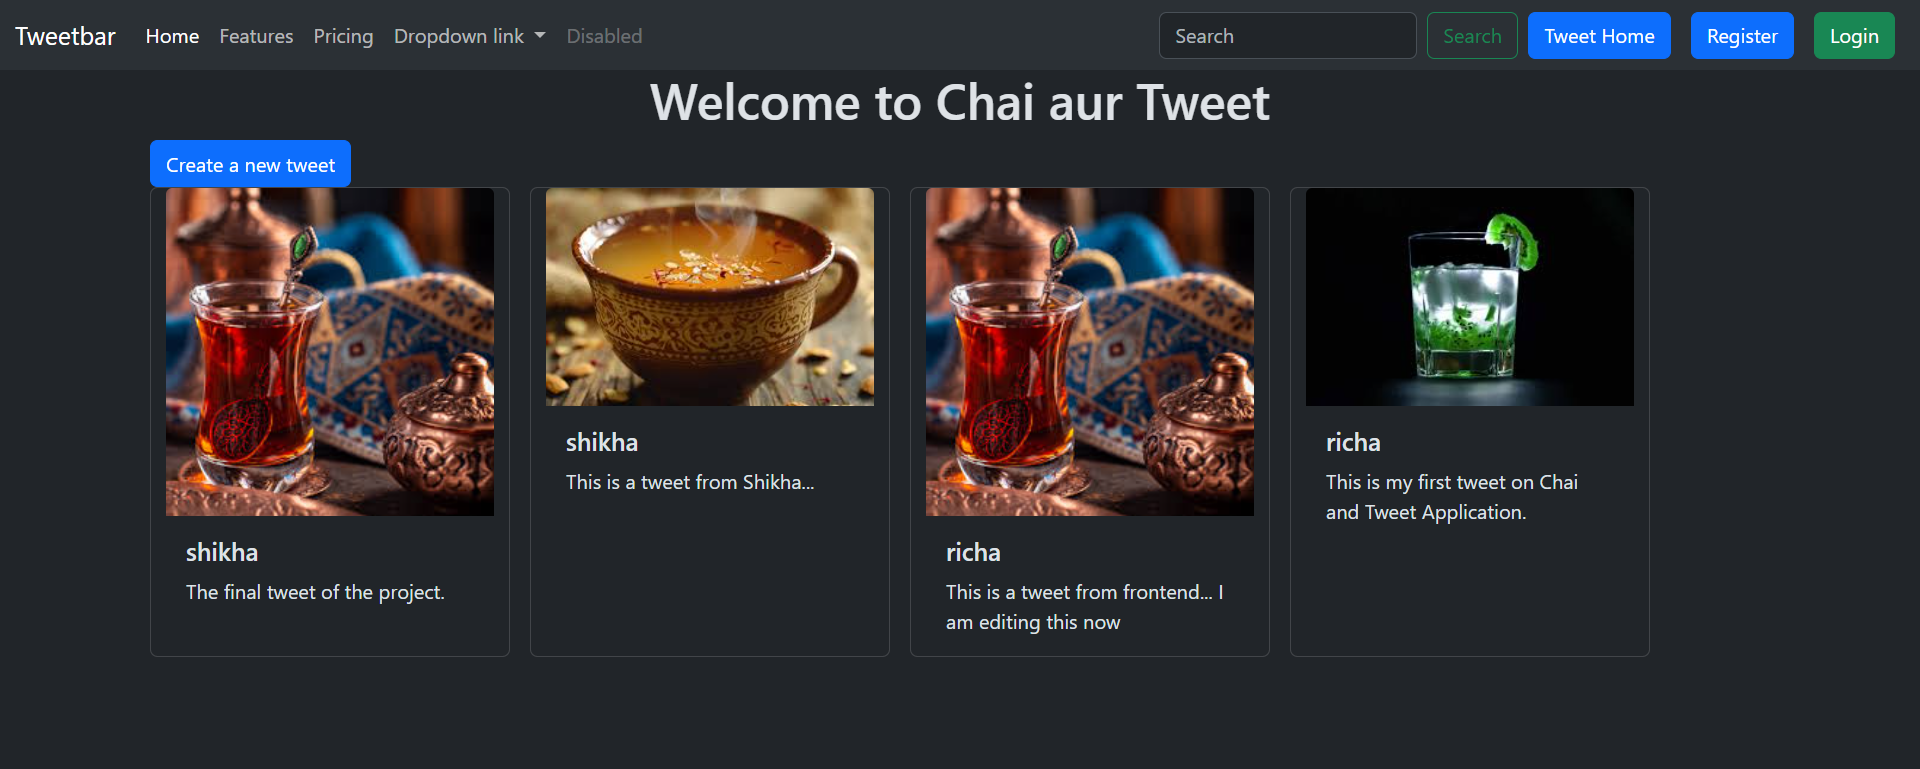 Tweetbar Home Features Pricing Dropdown link Disabled Search Search Tweet Home Register Login
Welcome to Chai aur Tweet
Create a new tweet
shikha
The final tweet of the project.
shikha
This is a tweet from Shikha...
richa
This is a tweet from frontend... I
am editing this now
richa
This is my first tweet on Chai
and Tweet Application.